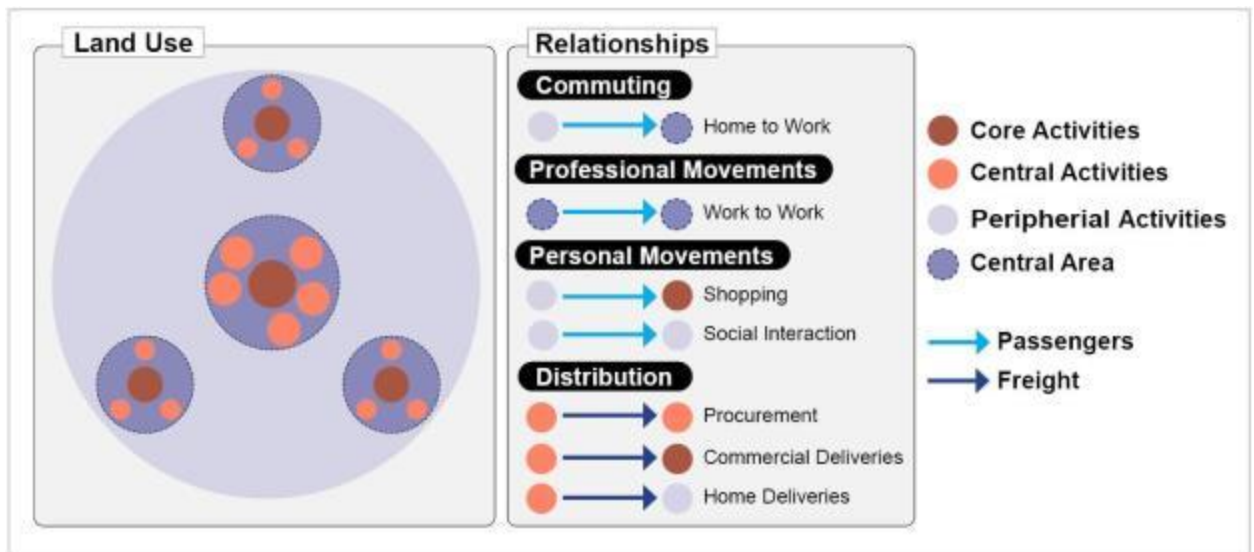 Land Use
Relationships
Commuting
Home to Work
Professional Movements
Work to Work
Personal Movements
Shopping
Social Interaction
Distribution
Procurement
Commercial Deliveries
Home Deliveries
Core Activities
Central Activities
Peripherial Activities
Central Area
Passengers
Freight